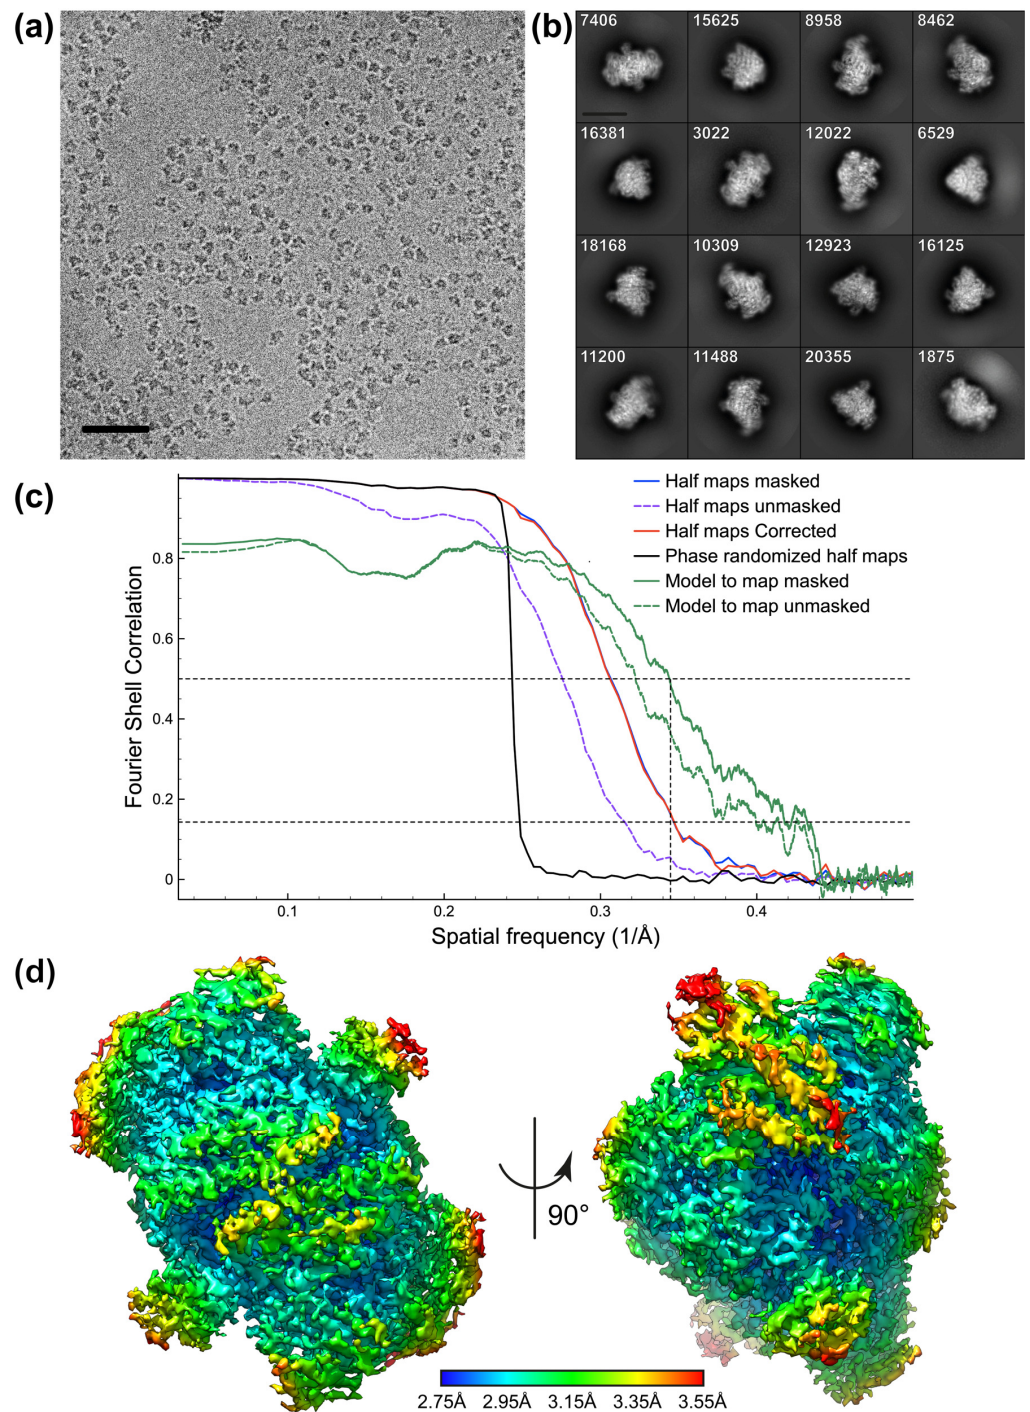 (a)
(b)
7406 15625 8958 8462
16381 3022 12022 6529
18168 10309 12923 16125
11200 11488 20355 1875
(c)
Half maps masked
Half maps unmasked
Half maps Corrected
Phase randomized half maps
Model to map masked
Model to map unmasked
Fourier Shell Correlation
0.8
0.6
0.4
0.2
0
0.1 0.2 0.3 0.4
Spatial frequency (1/Å)
(d)
90°
2.75Å 2.95Å 3.15Å 3.35Å 3.55Å